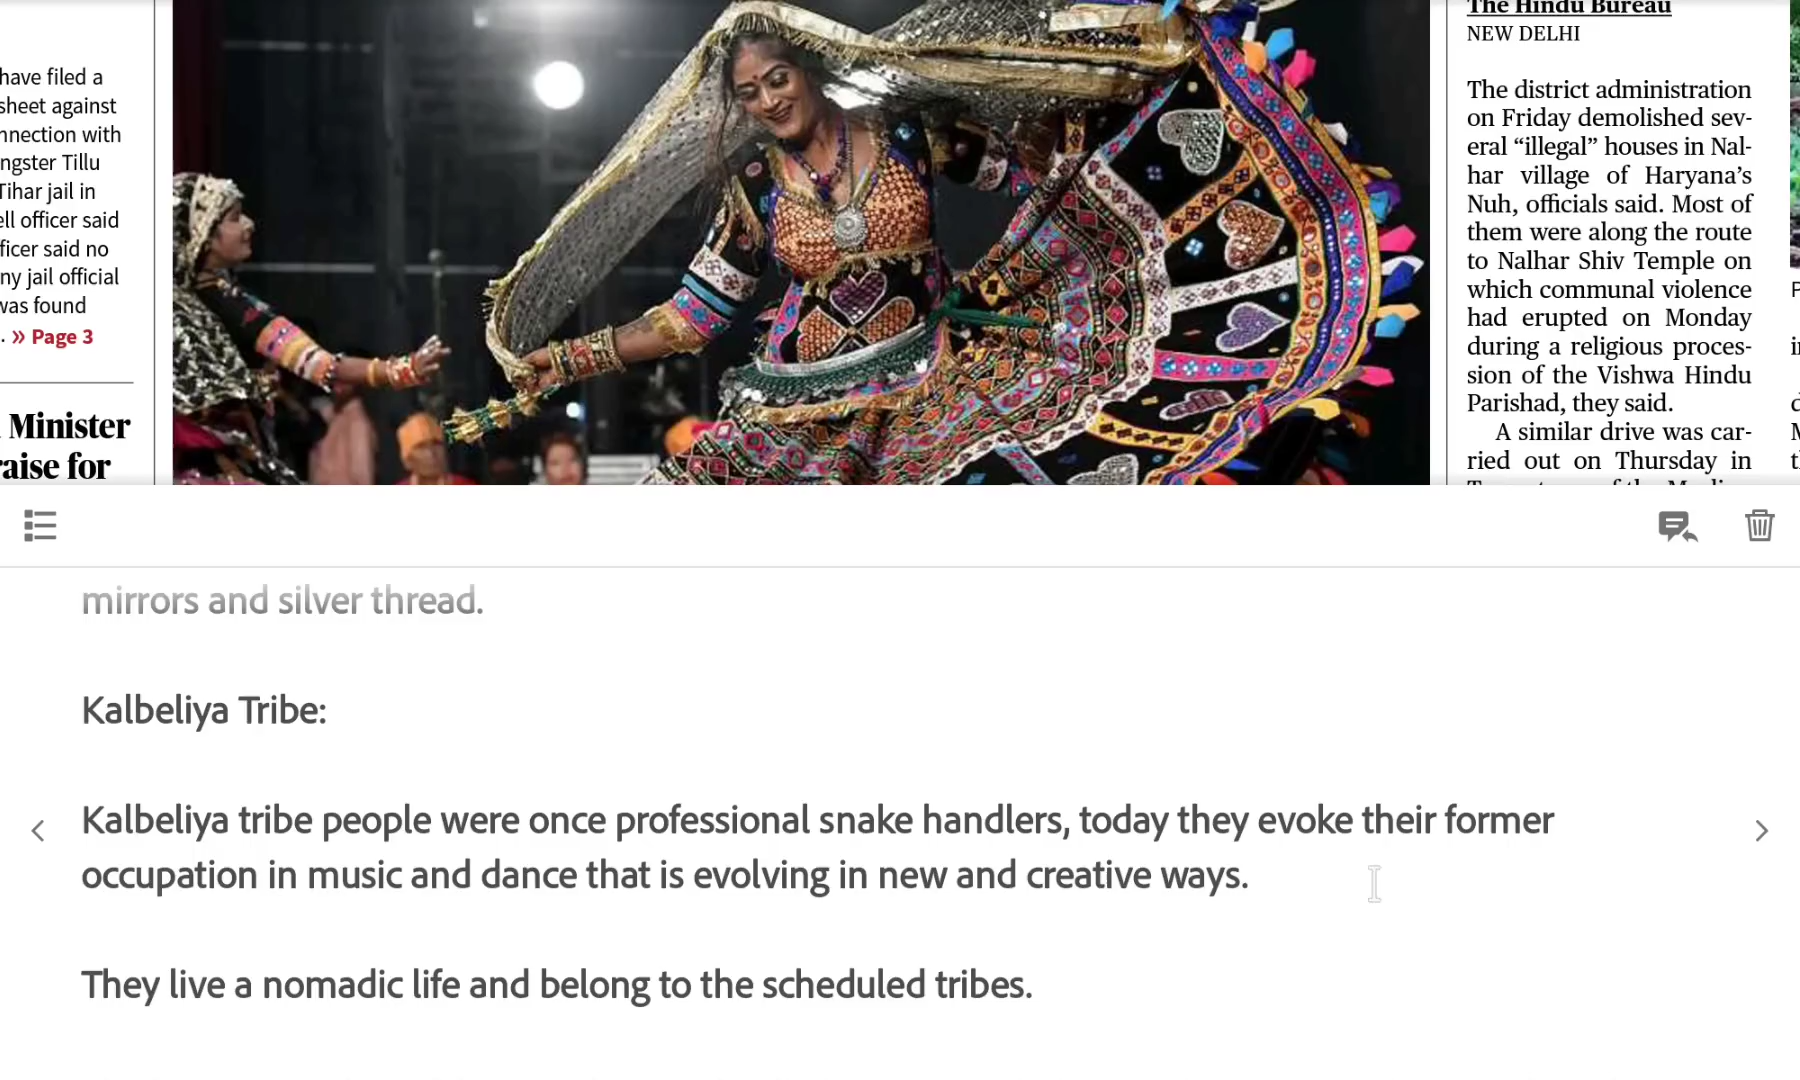 have filed a
sheet against
nnection with
ngster Tillu
Tihar jail in
ell officer said
ficer said no
ny jail official
was found
. » Page 3
Minister
raise for
The Hindu Bureau
NEW DELHI
The district administration
on Friday demolished sev-
eral “illegal” houses in Nal-
har village of Haryana’s
Nuh, officials said. Most of
them were along the route
to Nalhar Shiv Temple on
which communal violence
had erupted on Monday
during a religious proces-
sion of the Vishwa Hindu
Parishad, they said.
A similar drive was car-
ried out on Thursday in
mirrors and silver thread.
Kalbeliya Tribe:
Kalbeliya tribe people were once professional snake handlers, today they evoke their former
occupation in music and dance that is evolving in new and creative ways.
They live a nomadic life and belong to the scheduled tribes.